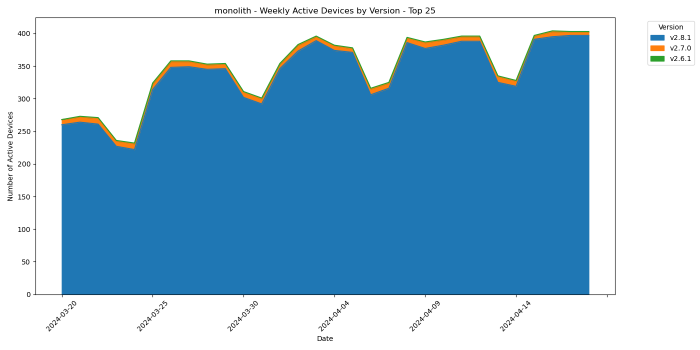 monolith - Weekly Active Devices by Version - Top 25
Number of Active Devices
400
350
300
250
200
150
100
50
0
2024-03-20
2024-03-25
2024-03-30
2024-04-04
2024-04-09
2024-04-14
Date
Version
v2.8.1
v2.7.0
v2.6.1